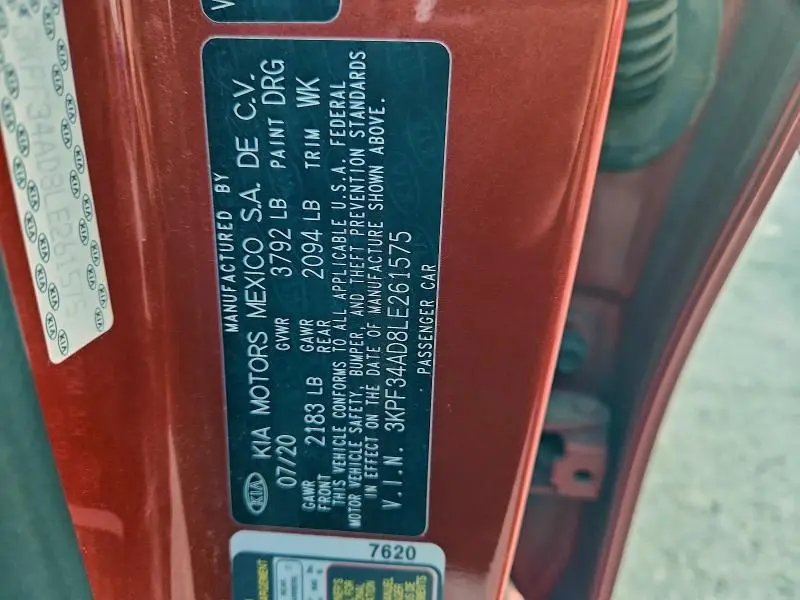 MANUFACTURED BY
KIA KIA MOTORS MEXICO S.A. DE C.V.
07/20 GVWR 3792 LB PAINT DRG
GAWR FRONT 2183 LB GAWR REAR 2094 LB TRIM WK
THIS VEHICLE CONFORMS TO ALL APPLICABLE U.S.A. FEDERAL
MOTOR VEHICLE SAFETY, BUMPER, AND THEFT PREVENTION STANDARDS
IN EFFECT ON THE DATE OF MANUFACTURE SHOWN ABOVE.
V.I.N. 3KPF34AD8LE261575
PASSENGER CAR
7620